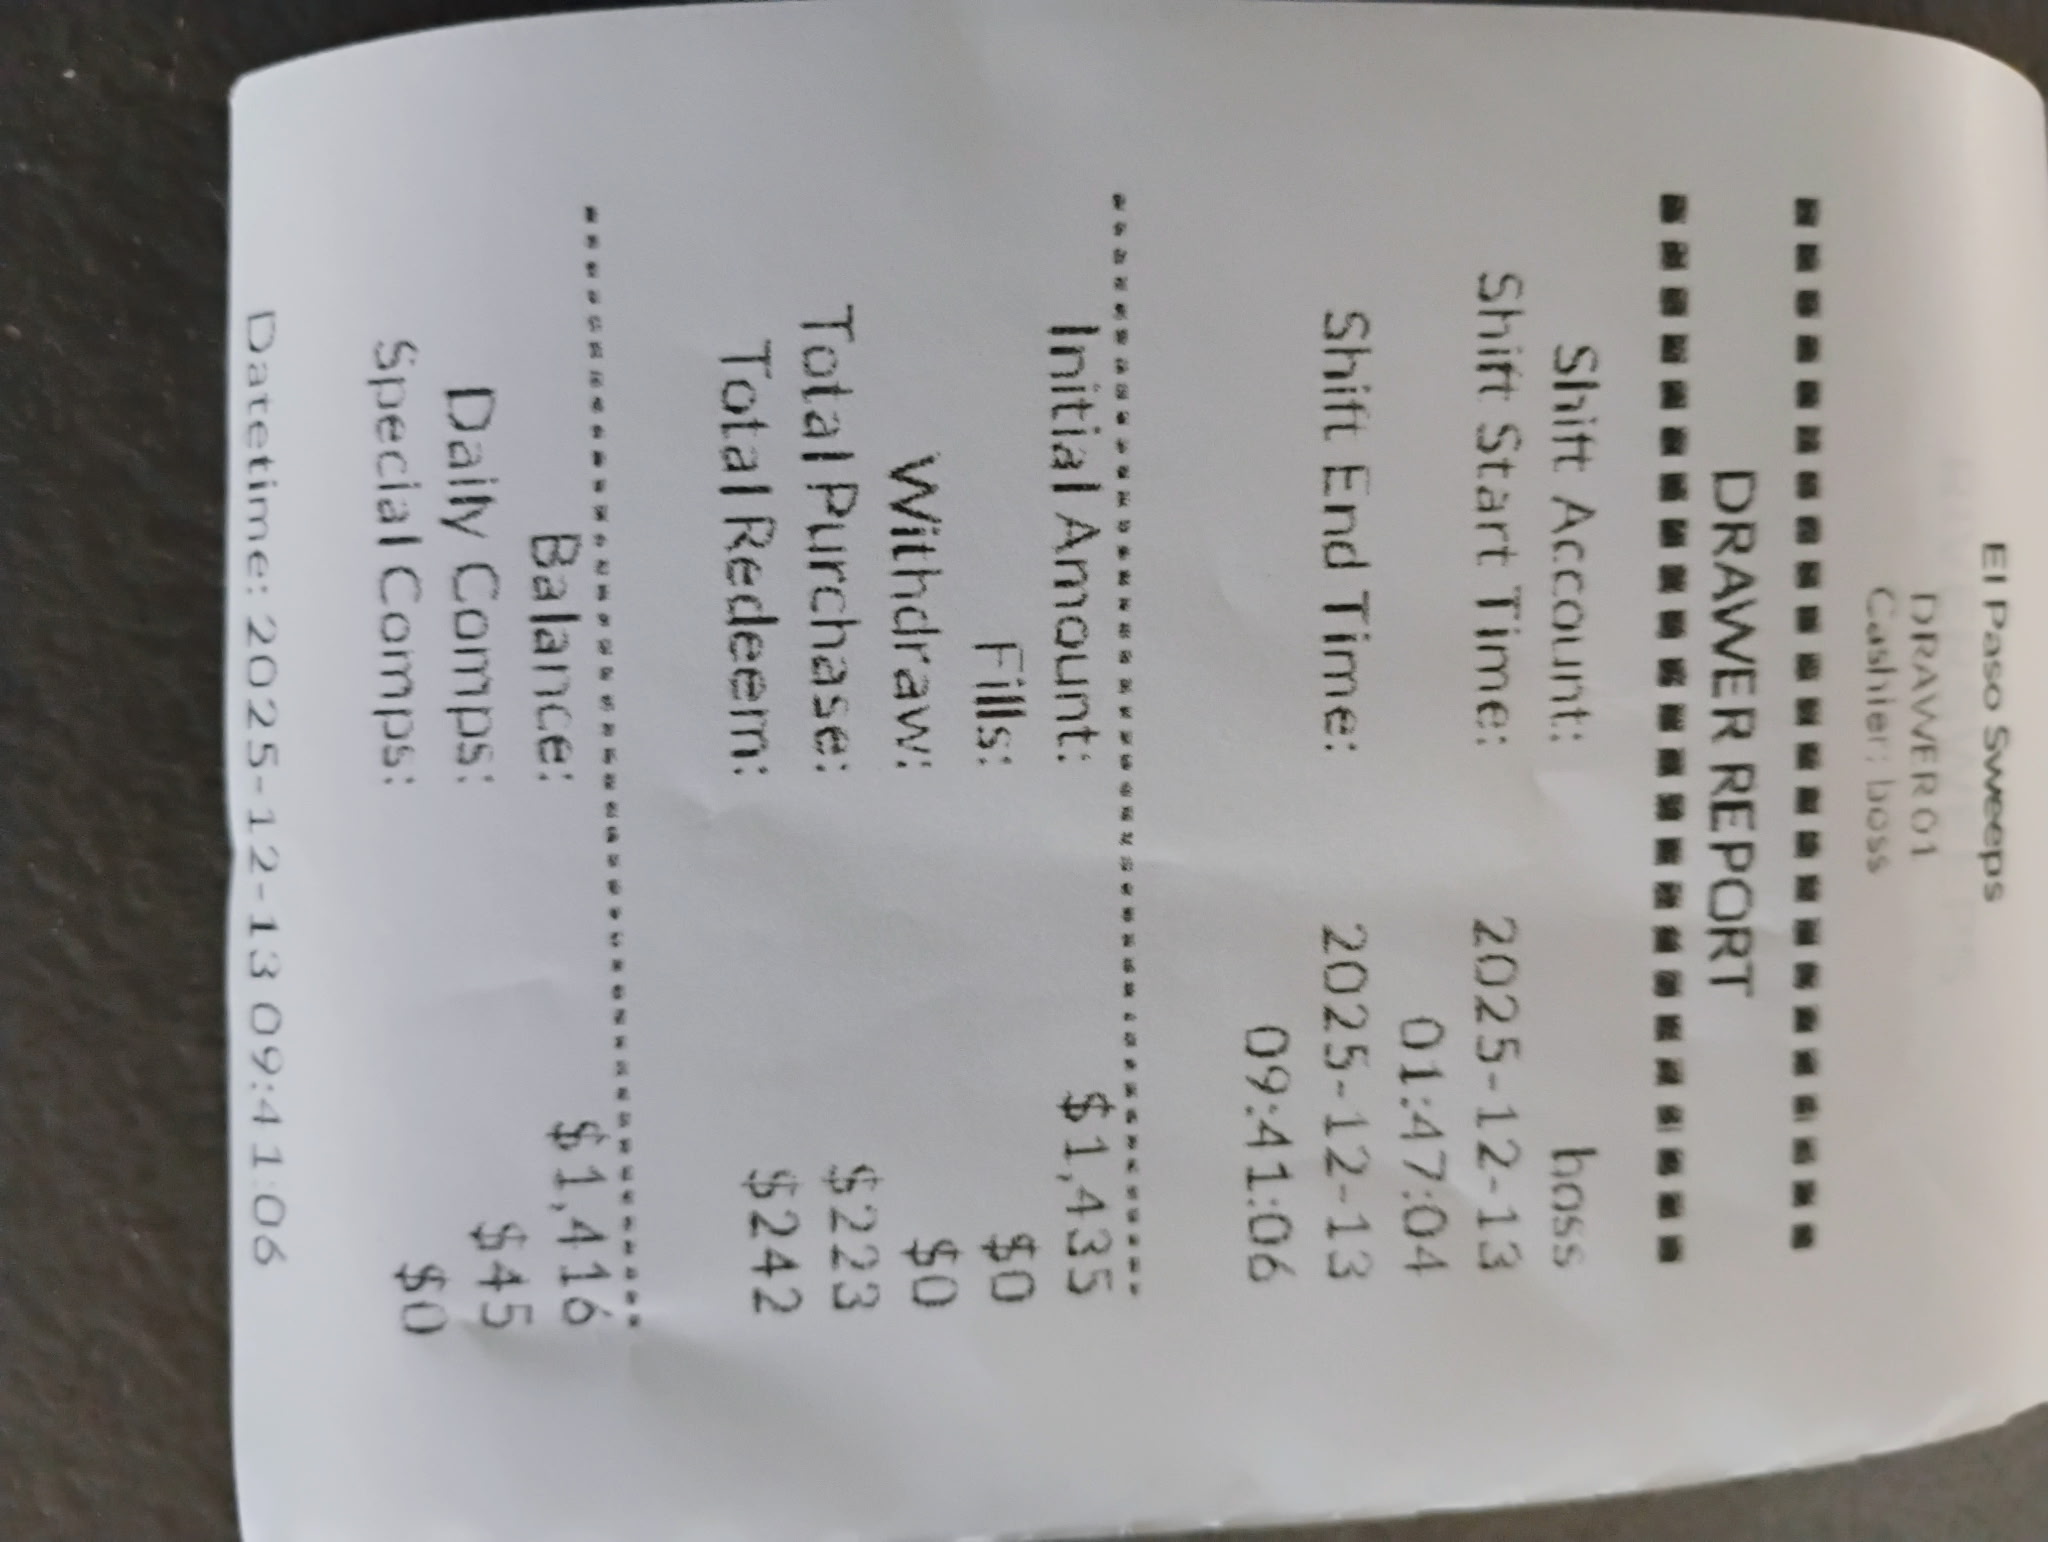 El Paso Sweeps
DRAWER01
Cashier: boss
DRAWER REPORT
Shift Account: boss
Shift Start Time: 2025-12-13
01:47:04
Shift End Time: 2025-12-13
09:41:06
Initial Amount: $1,435
Fills: $0
Withdraw: $0
Total Purchase: $223
Total Redeem: $242
Balance: $1,416
Daily Comps: $45
Special Comps: $0
Datetime: 2025-12-13 09:41:06